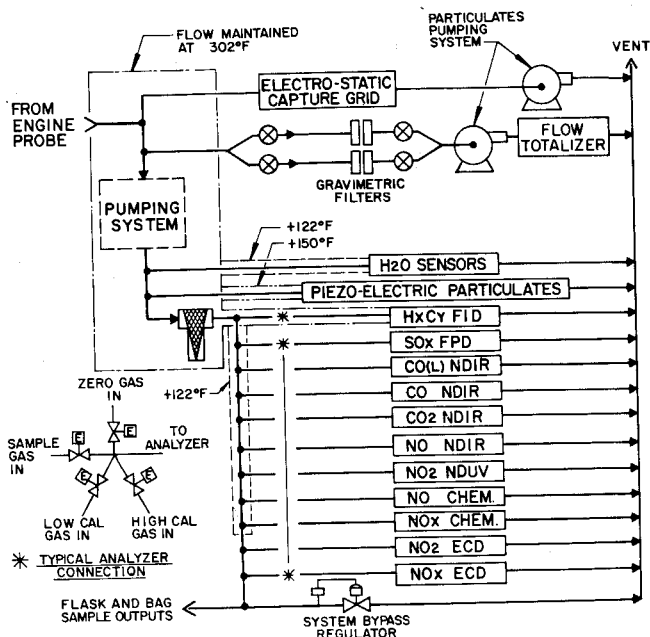 FLOW MAINTAINED
AT 302°F
PARTICULATES
PUMPING
SYSTEM
VENT
ELECTRO-STATIC
CAPTURE GRID
FROM
ENGINE
PROBE
FLOW
TOTALIZER
GRAVIMETRIC
FILTERS
PUMPING
SYSTEM
+122°F
+150°F
H2O SENSORS
PIEZO-ELECTRIC PARTICULATES
HxCy FID
SOx FPD
CO(L) NDIR
+122°F
CO NDIR
CO2 NDIR
NO NDIR
NO2 NDUV
NO CHEM.
NOx CHEM.
NO2 ECD
NOx ECD
ZERO GAS
IN
E
SAMPLE
GAS
IN
E
TO
ANALYZER
E
E
LOW CAL
GAS IN
HIGH CAL
GAS IN
* TYPICAL ANALYZER
CONNECTION
FLASK AND BAG
SAMPLE OUTPUTS
SYSTEM BYPASS
REGULATOR